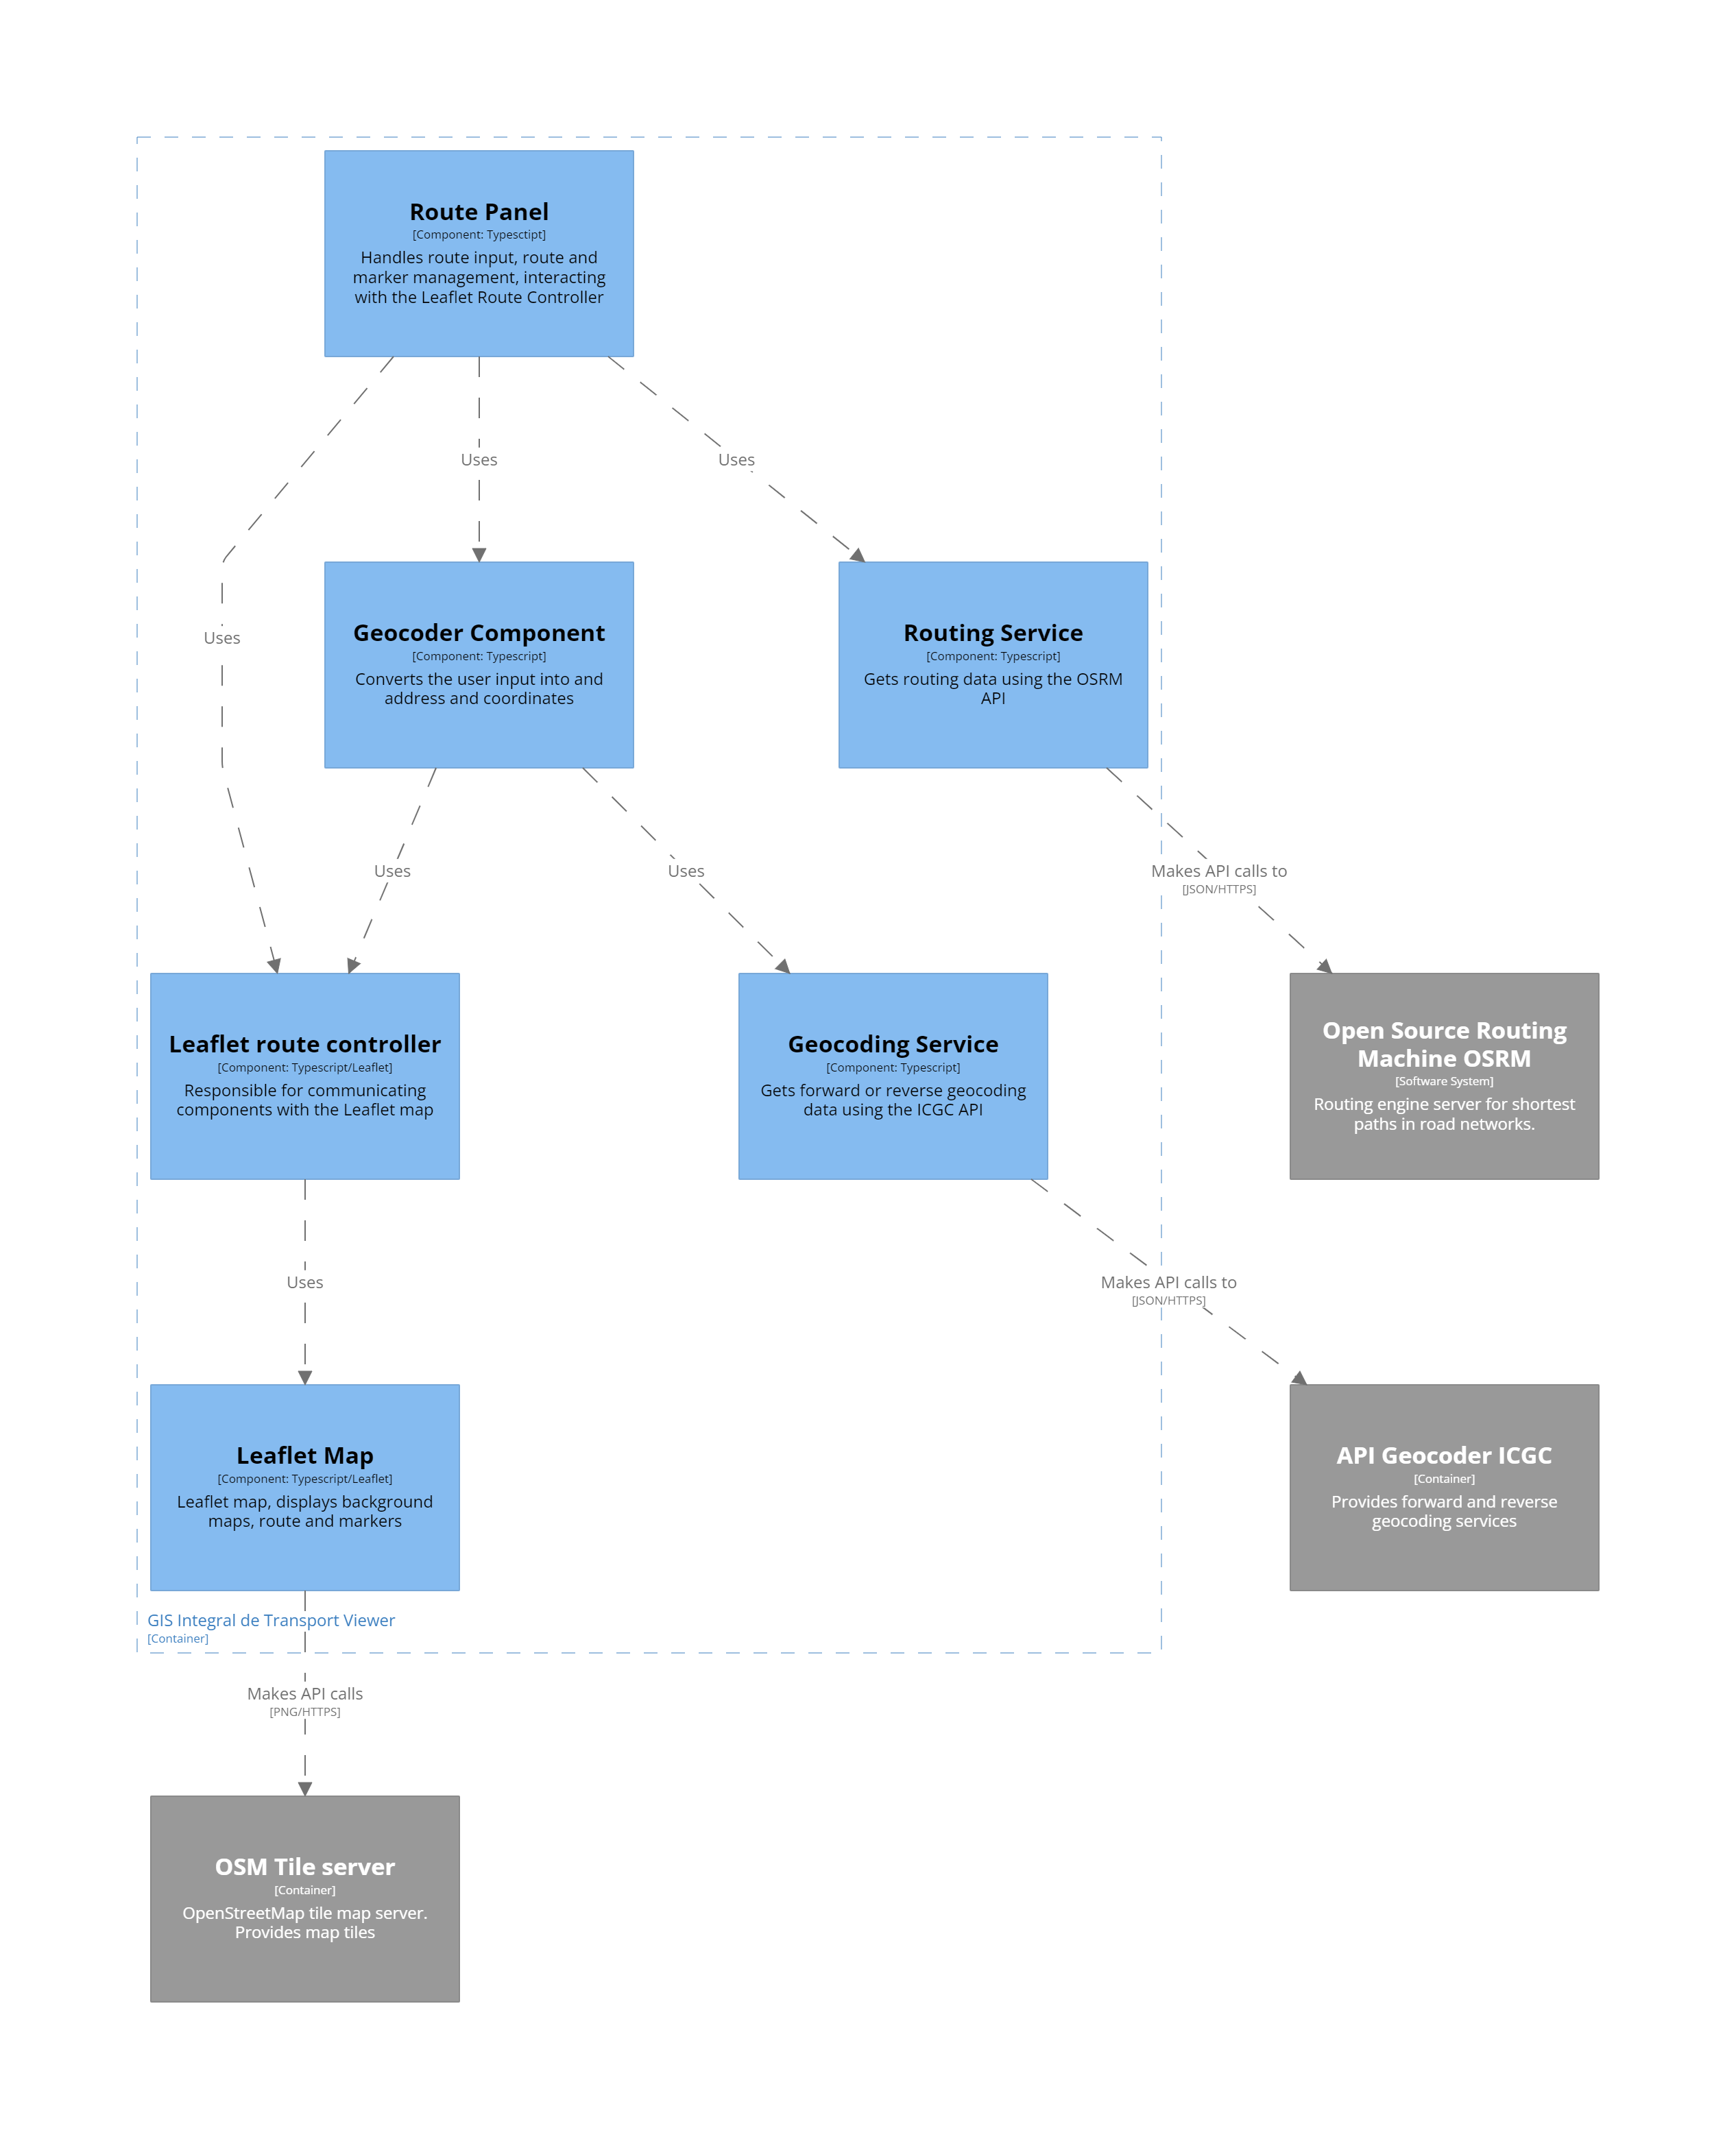 Route Panel
[Component: Typesctipt]
Handles route input, route and
marker management, interacting
with the Leaflet Route Controller
Uses
Uses
Geocoder Component
[Component: Typescript]
Converts the user input into and
address and coordinates
Routing Service
[Component: Typescript]
Gets routing data using the OSRM
API
Uses
Uses
Uses
Makes API calls to
[JSON/HTTPS]
Leaflet route controller
[Component: Typescript/Leaflet]
Responsible for communicating
components with the Leaflet map
Geocoding Service
[Component: Typescript]
Gets forward or reverse geocoding
data using the ICGC API
Open Source Routing
Machine OSRM
[Software System]
Routing engine server for shortest
paths in road networks.
Uses
Makes API calls to
[JSON/HTTPS]
Leaflet Map
[Component: Typescript/Leaflet]
Leaflet map, displays background
maps, route and markers
API Geocoder ICGC
[Container]
Provides forward and reverse
geocoding services
GIS Integral de Transport Viewer
[Container]
Makes API calls
[PNG/HTTPS]
OSM Tile server
[Container]
OpenStreetMap tile map server.
Provides map tiles